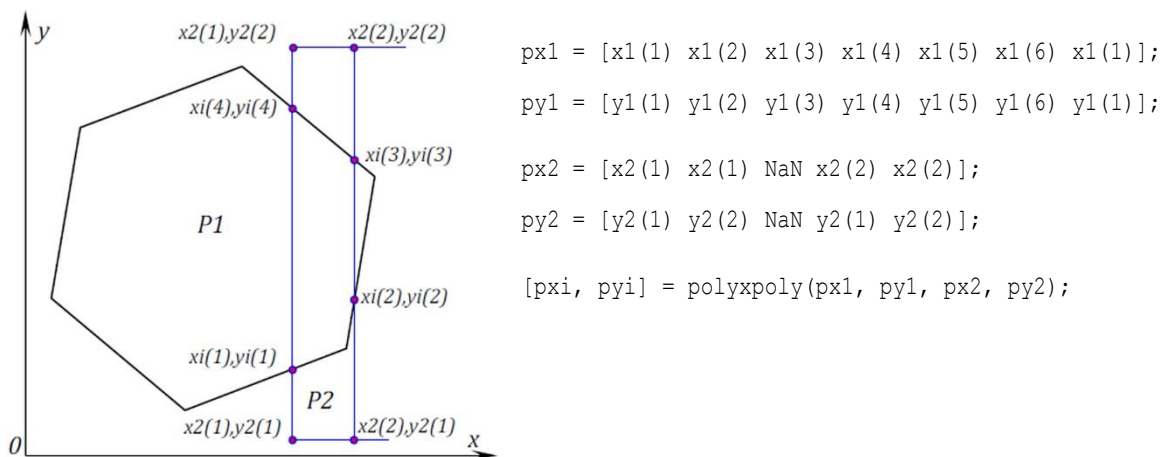 y
x2(1),y2(2)
x2(2),y2(2)
xi(4),yi(4)
xi(3),yi(3)
P1
xi(2),yi(2)
xi(1),yi(1)
P2
x2(1),y2(1)
x2(2),y2(1)
0
x
px1 = [x1(1) x1(2) x1(3) x1(4) x1(5) x1(6) x1(1)];
py1 = [y1(1) y1(2) y1(3) y1(4) y1(5) y1(6) y1(1)];
px2 = [x2(1) x2(1) NaN x2(2) x2(2)];
py2 = [y2(1) y2(2) NaN y2(1) y2(2)];
[pxi, pyi] = polyxpoly(px1, py1, px2, py2);